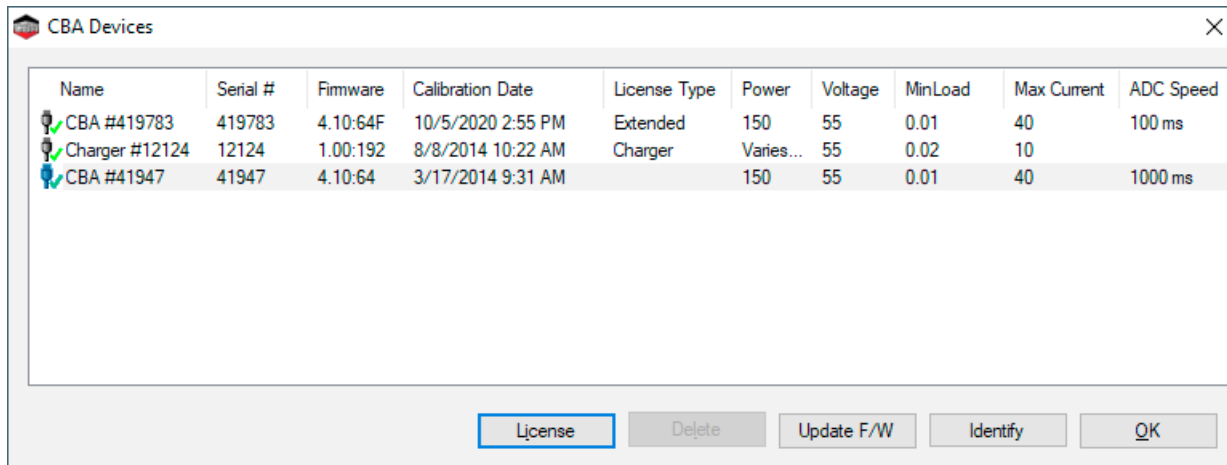 CBA Devices
Name Serial # Firmware Calibration Date License Type Power Voltage MinLoad Max Current ADC Speed
CBA #419783 419783 4.10:64F 10/5/2020 2:55 PM Extended 150 55 0.01 40 100 ms
Charger #12124 12124 1.00:192 8/8/2014 10:22 AM Charger Varies... 55 0.02 10
CBA #41947 41947 4.10:64 3/17/2014 9:31 AM 150 55 0.01 40 1000 ms
License Delete Update F/W Identify OK